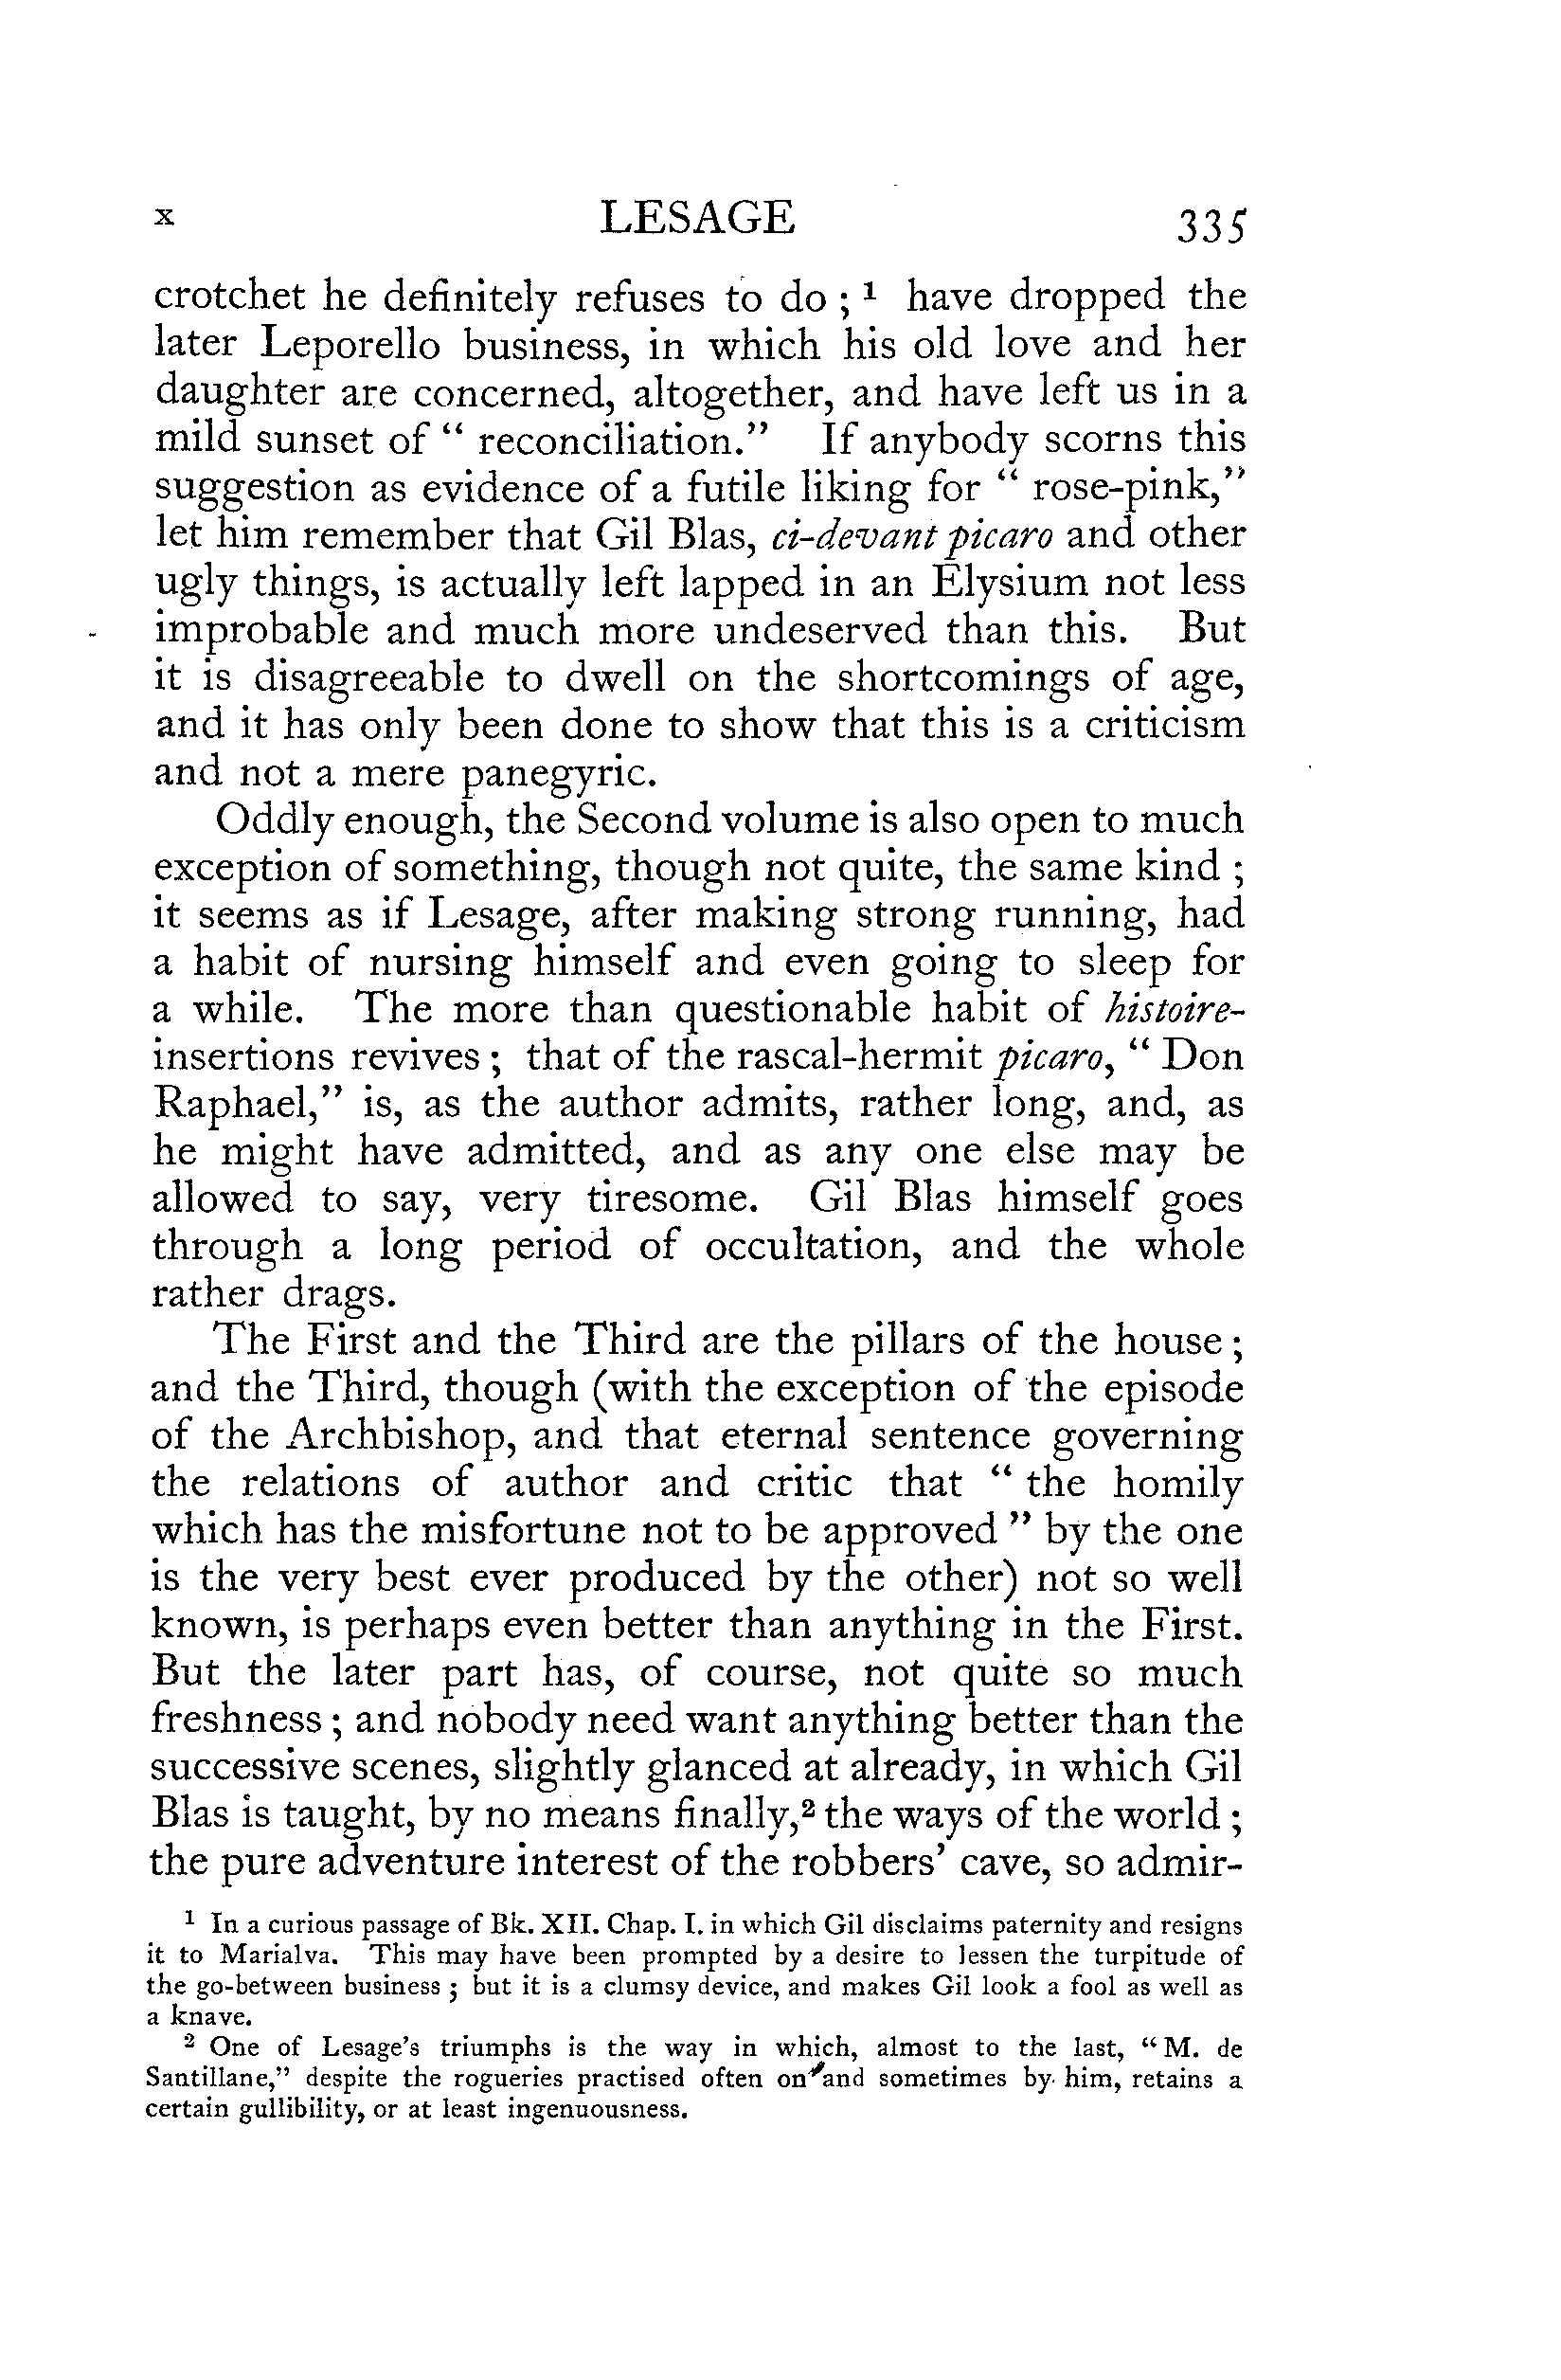 x LESAGE 335
crotchet he definitely refuses to do ; ¹ have dropped the
later Leporello business, in which his old love and her
daughter are concerned, altogether, and have left us in a
mild sunset of “ reconciliation.” If anybody scorns this
suggestion as evidence of a futile liking for “ rose-pink,”
let him remember that Gil Blas, ci-devant picaro and other
ugly things, is actually left lapped in an Elysium not less
improbable and much more undeserved than this. But
it is disagreeable to dwell on the shortcomings of age,
and it has only been done to show that this is a criticism
and not a mere panegyric.
Oddly enough, the Second volume is also open to much
exception of something, though not quite, the same kind ;
it seems as if Lesage, after making strong running, had
a habit of nursing himself and even going to sleep for
a while. The more than questionable habit of histoire-
insertions revives ; that of the rascal-hermit picaro, “ Don
Raphael,” is, as the author admits, rather long, and, as
he might have admitted, and as any one else may be
allowed to say, very tiresome. Gil Blas himself goes
through a long period of occultation, and the whole
rather drags.
The First and the Third are the pillars of the house ;
and the Third, though (with the exception of the episode
of the Archbishop, and that eternal sentence governing
the relations of author and critic that “ the homily
which has the misfortune not to be approved ” by the one
is the very best ever produced by the other) not so well
known, is perhaps even better than anything in the First.
But the later part has, of course, not quite so much
freshness ; and nobody need want anything better than the
successive scenes, slightly glanced at already, in which Gil
Blas is taught, by no means finally,² the ways of the world ;
the pure adventure interest of the robbers’ cave, so admir-
¹ In a curious passage of Bk. XII. Chap. I. in which Gil disclaims paternity and resigns
it to Marialva. This may have been prompted by a desire to lessen the turpitude of
the go-between business ; but it is a clumsy device, and makes Gil look a fool as well as
a knave.
² One of Lesage’s triumphs is the way in which, almost to the last, “ M. de
Santillane,” despite the rogueries practised often on and sometimes by him, retains a
certain gullibility, or at least ingenuousness.